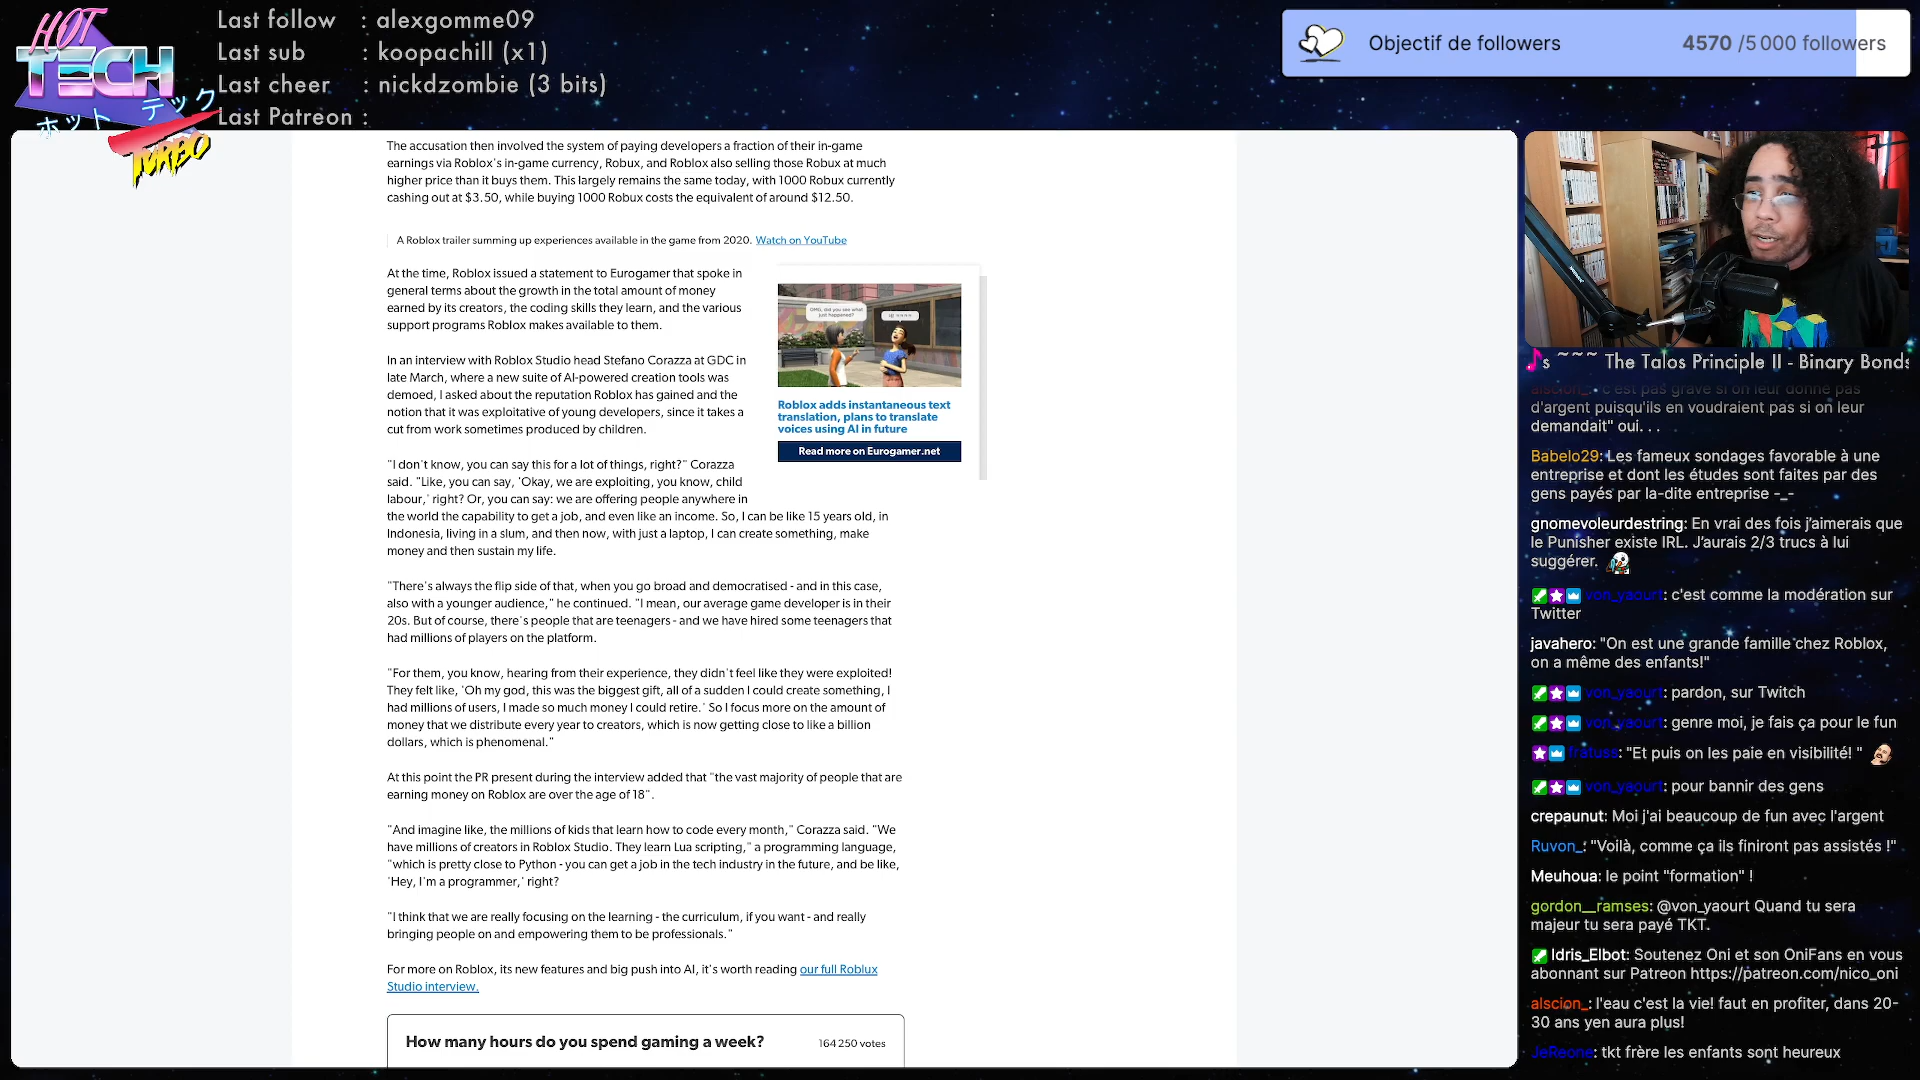 HOT
TECH
ホット テック
TURBO
Last follow : alexgomme09
Last sub : koopachill (x1)
Last cheer : nickdzombie (3 bits)
Last Patreon :
Objectif de followers 4570 /5 000 followers
The accusation then involved the system of paying developers a fraction of their in-game
earnings via Roblox's in-game currency, Robux, and Roblox also selling those Robux at much
higher price than it buys them. This largely remains the same today, with 1000 Robux currently
cashing out at $3.50, while buying 1000 Robux costs the equivalent of around $12.50.
A Roblox trailer summing up experiences available in the game from 2020. Watch on YouTube
At the time, Roblox issued a statement to Eurogamer that spoke in
general terms about the growth in the total amount of money
earned by its creators, the coding skills they learn, and the various
support programs Roblox makes available to them.
In an interview with Roblox Studio head Stefano Corazza at GDC in
late March, where a new suite of AI-powered creation tools was
demoed, I asked about the reputation Roblox has gained and the
notion that it was exploitative of young developers, since it takes a
cut from work sometimes produced by children.
OMG, did you see what
just happened?
Roblox adds instantaneous text
translation, plans to translate
voices using AI in future
Read more on Eurogamer.net
"I don't know, you can say this for a lot of things, right?" Corazza
said. "Like, you can say, 'Okay, we are exploiting, you know, child
labour,' right? Or, you can say: we are offering people anywhere in
the world the capability to get a job, and even like an income. So, I can be like 15 years old, in
Indonesia, living in a slum, and then now, with just a laptop, I can create something, make
money and then sustain my life.
"There's always the flip side of that, when you go broad and democratised - and in this case,
also with a younger audience," he continued. "I mean, our average game developer is in their
20s. But of course, there's people that are teenagers - and we have hired some teenagers that
had millions of players on the platform.
"For them, you know, hearing from their experience, they didn't feel like they were exploited!
They felt like, 'Oh my god, this was the biggest gift, all of a sudden I could create something, I
had millions of users, I made so much money I could retire.' So I focus more on the amount of
money that we distribute every year to creators, which is now getting close to like a billion
dollars, which is phenomenal."
At this point the PR present during the interview added that "the vast majority of people that are
earning money on Roblox are over the age of 18".
"And imagine like, the millions of kids that learn how to code every month," Corazza said. "We
have millions of creators in Roblox Studio. They learn Lua scripting," a programming language,
"which is pretty close to Python - you can get a job in the tech industry in the future, and be like,
'Hey, I'm a programmer,' right?
"I think that we are really focusing on the learning - the curriculum, if you want - and really
bringing people on and empowering them to be professionals."
For more on Roblox, its new features and big push into AI, it's worth reading our full Roblux
Studio interview.
How many hours do you spend gaming a week? 164 250 votes
s ~~~ The Talos Principle II - Binary Bonds
alscion_: "c'est pas grave si on leur donne pas
d'argent puisqu'ils en voudraient pas si on leur
demandait" oui. . .
Babelo29: Les fameux sondages favorable à une
entreprise et dont les études sont faites par des
gens payés par la-dite entreprise -_-
gnomevoleurdestring: En vrai des fois j'aimerais que
le Punisher existe IRL. J'aurais 2/3 trucs à lui
suggérer.
von_yaourt: c'est comme la modération sur
Twitter
javahero: "On est une grande famille chez Roblox,
on a même des enfants!"
von_yaourt: pardon, sur Twitch
von_yaourt: genre moi, je fais ça pour le fun
fratuss: "Et puis on les paie en visibilité! "
von_yaourt: pour bannir des gens
crepaunut: Moi j'ai beaucoup de fun avec l'argent
Ruvon_: "Voilà, comme ça ils finiront pas assistés !"
Meuhoua: le point "formation" !
gordon__ramses: @von_yaourt Quand tu sera
majeur tu sera payé TKT.
Idris_Elbot: Soutenez Oni et son OniFans en vous
abonnant sur Patreon https://patreon.com/nico_oni
alscion_: l'eau c'est la vie! faut en profiter, dans 20-
30 ans yen aura plus!
JeReone: tkt frère les enfants sont heureux